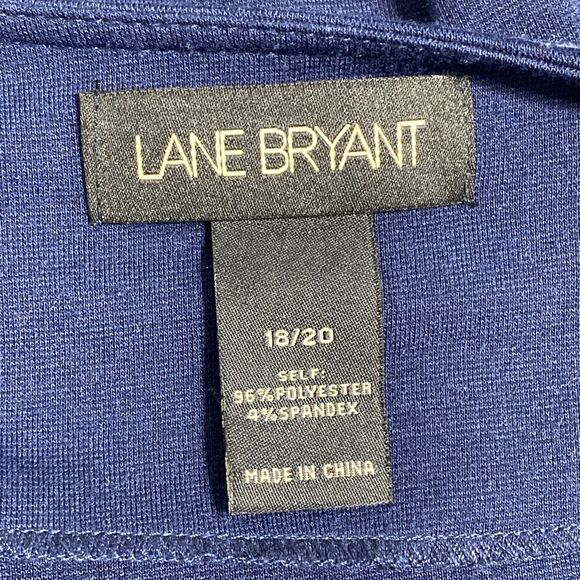 LANE BRYANT
18/20
SELF:
96%POLYESTER
4%SPANDEX
MADE IN CHINA